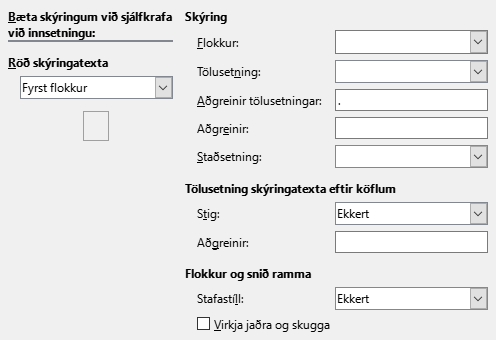 Bæta skýringum við sjálfkrafa
við innsetningu:
Röð skýringatexta
Fyrst flokkur
Skýring
Flokkur:
Tölusetning:
Aðgreinir tölusetningar: .
Aðgreinir:
Staðsetning:
Tölusetning skýringatexta eftir köflum
Stig: Ekkert
Aðgreinir:
Flokkur og snið ramma
Stafastíll: Ekkert
Virkja jaðra og skugga